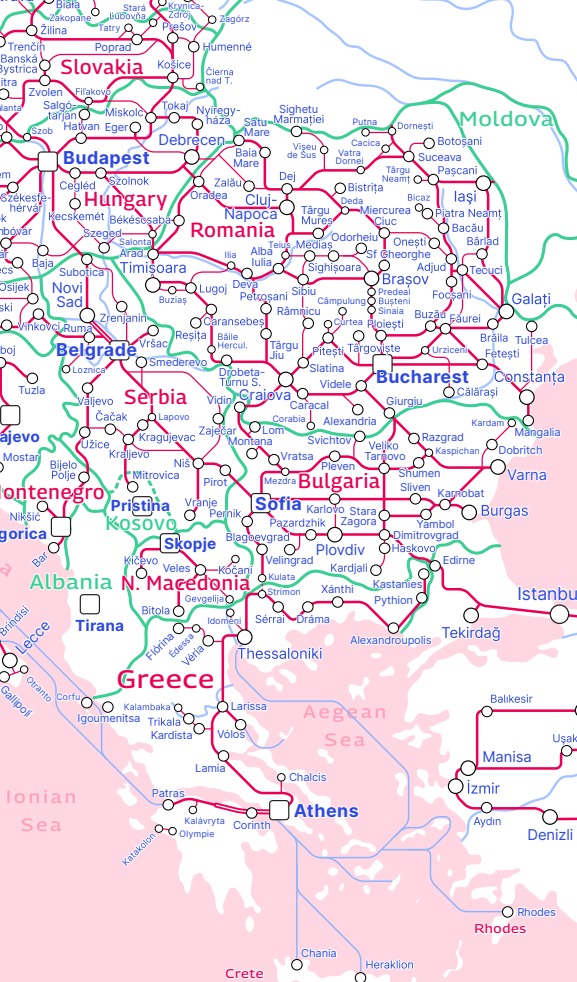 Biała
Zakopane
Stará
Ľubovňa
Krynica-
Zdrój
Zagórz
Žilina
Tatry
Poprad
Prešov
Humenné
Trenčín
Banská
Bystrica
Slovakia
Košice
Čierna
nad T.
itra
Zvolen
Fiľakovo
Salgó-
tarján
Miskolc
Tokaj
Nyíregy-
háza
Satu
Mare
Sighetu
Marmației
Putna
Dornești
Moldova
Szob
Hatvan
Eger
Debrecen
Baia
Mare
Vișeu
de Sus
Cacica
Vatra
Dornei
Botoșani
Suceava
Budapest
Cegléd
Szolnok
Zalău
Dej
Bistrița
Târgu
Neamț
Pașcani
Iași
Székesfe-
hérvár
Hungary
Oradea
Cluj-
Napoca
Deda
Bicaz
Piatra Neamț
Kecskemét
Békéscsaba
Romania
Târgu
Mureș
Miercurea
Ciuc
Bacău
Szeged
Salonta
Teiuș
Mediaș
Odorheiu
Onești
Bârlad
Baja
Arad
Ilia
Alba
Iulia
Sighișoara
Sf Gheorghe
Adjud
Tecuci
Subotica
Timișoara
Deva
Sibiu
Brașov
Osijek
Novi
Sad
Buziaș
Lugoj
Petroșani
Câmpulung
Predeal
Bușteni
Sinaia
Focșani
Galați
Vinkovci
Ruma
Zrenjanin
Caransebeș
Râmnicu
Curtea
Ploiești
Buzău
Făurei
Brăila
Tulcea
Belgrade
Vršac
Reșița
Băile
Hercul.
Târgu
Jiu
Pitești
Târgoviște
Urziceni
Fetești
Loznica
Smederevo
Drobeta-
Turnu S.
Slatina
Bucharest
Constanța
Tuzla
Valjevo
Serbia
Vidin
Craiova
Videle
Călărași
Caracal
Giurgiu
ajevo
Čačak
Lapovo
Zaječar
Corabia
Alexandria
Kardam
Mangalia
Užice
Kragujevac
Lom
Montana
Svichtov
Razgrad
Dobritch
Mostar
Kraljevo
Veliko
Tarnovo
Kaspichan
Bijelo
Polje
Niš
Vratsa
Pleven
Shumen
Varna
Mitrovica
Pirot
Mezdra
Bulgaria
Sliven
ontenegro
Nikšić
Pristina
Vranje
Pernik
Sofia
Karlovo
Stara
Zagora
Karnobat
Burgas
gorica
Kosovo
Pazardzhik
Yambol
Blagoevgrad
Plovdiv
Dimitrovgrad
Bar
Skopje
Haskovo
Kičevo
Veles
Kočani
Velingrad
Kardjali
Edirne
Albania
N. Macedonia
Kulata
Kastanies
Gevgelija
Strimon
Xánthi
Pythion
Istanbu
Bitola
Idomeni
Sérrai
Dráma
Tirana
Tekirdağ
Brindisi
Flórina
Édessa
Véria
Thessaloniki
Alexandroupolis
Lecce
Otranto
Gallipoli
Greece
Corfu
Igoumenitsa
Kalambaka
Larissa
Aegean
Sea
Balıkesir
Trikala
Kardista
Vólos
Uşak
Manisa
Lamia
Chalcis
İzmir
Ionian
Sea
Patras
Athens
Kalávryta
Corinth
Aydın
Denizli
Katakolon
Olympie
Rhodes
Rhodes
Chania
Heraklion
Crete